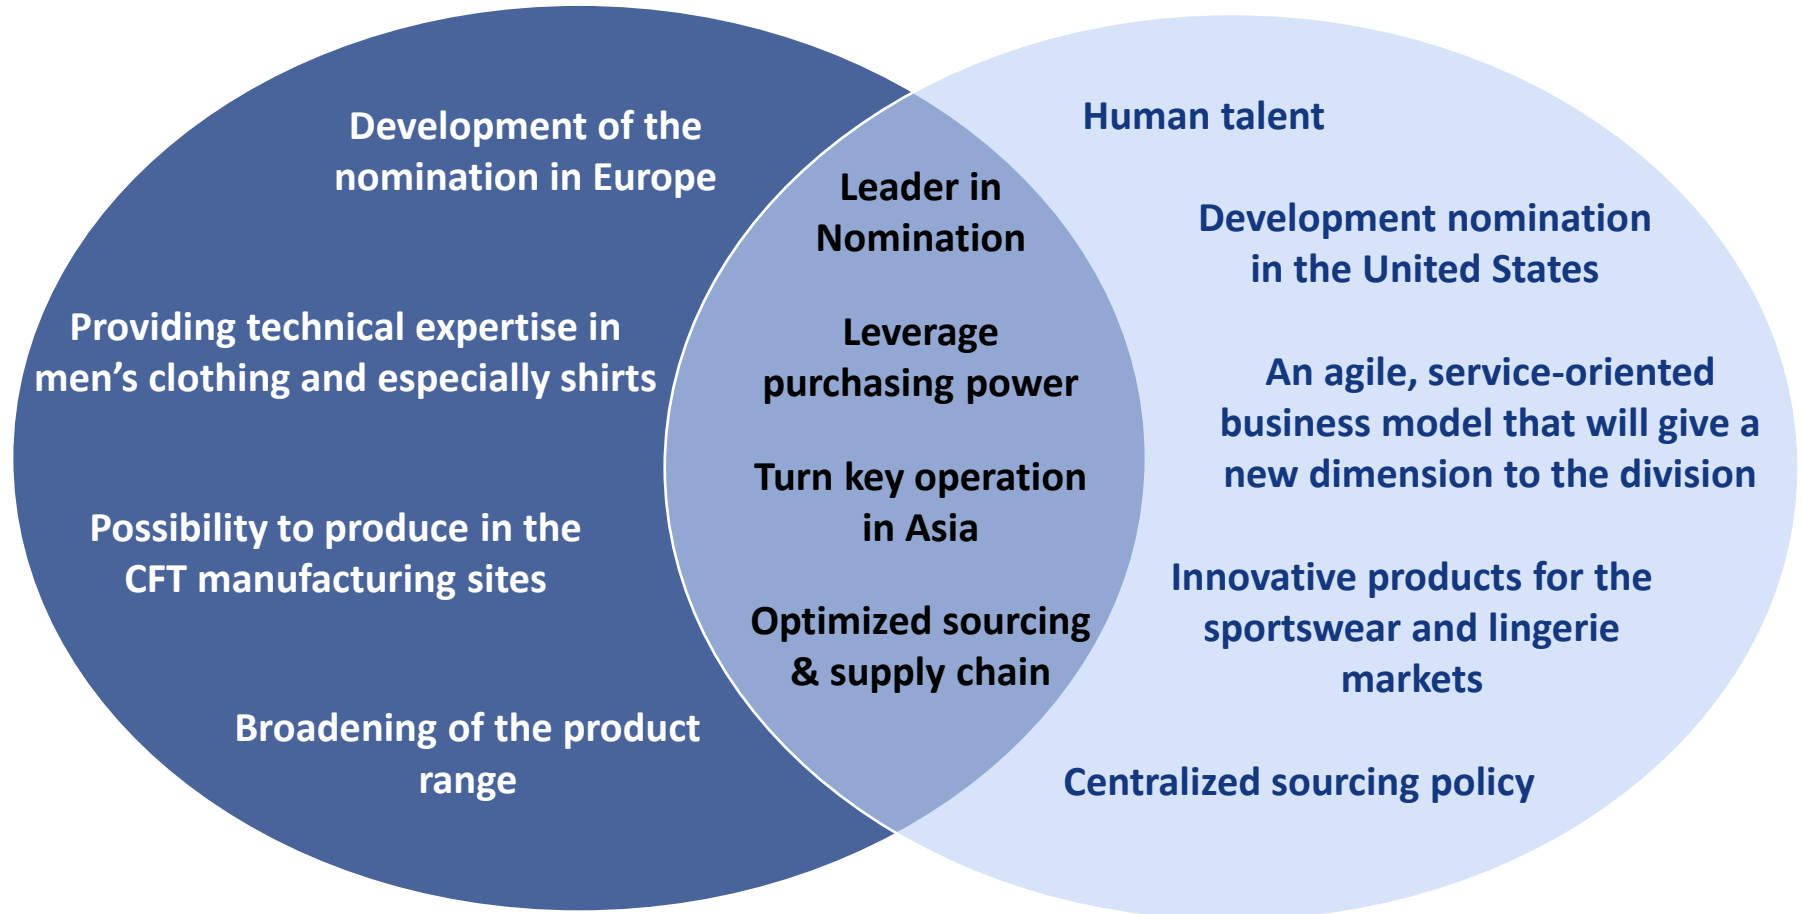 Development of the
nomination in Europe
Providing technical expertise in
men’s clothing and especially shirts
Possibility to produce in the
CFT manufacturing sites
Broadening of the product
range
Leader in
Nomination
Leverage
purchasing power
Turn key operation
in Asia
Optimized sourcing
& supply chain
Human talent
Development nomination
in the United States
An agile, service-oriented
business model that will give a
new dimension to the division
Innovative products for the
sportswear and lingerie
markets
Centralized sourcing policy